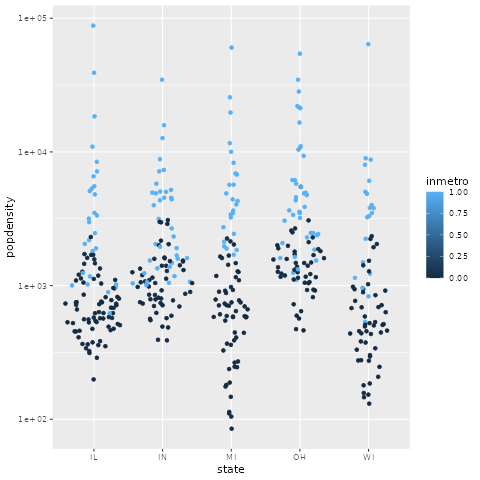 1e+05
1e+04
1e+03
1e+02
popdensity
IL IN MI OH WI
state
inmetro
1.00
0.75
0.50
0.25
0.00